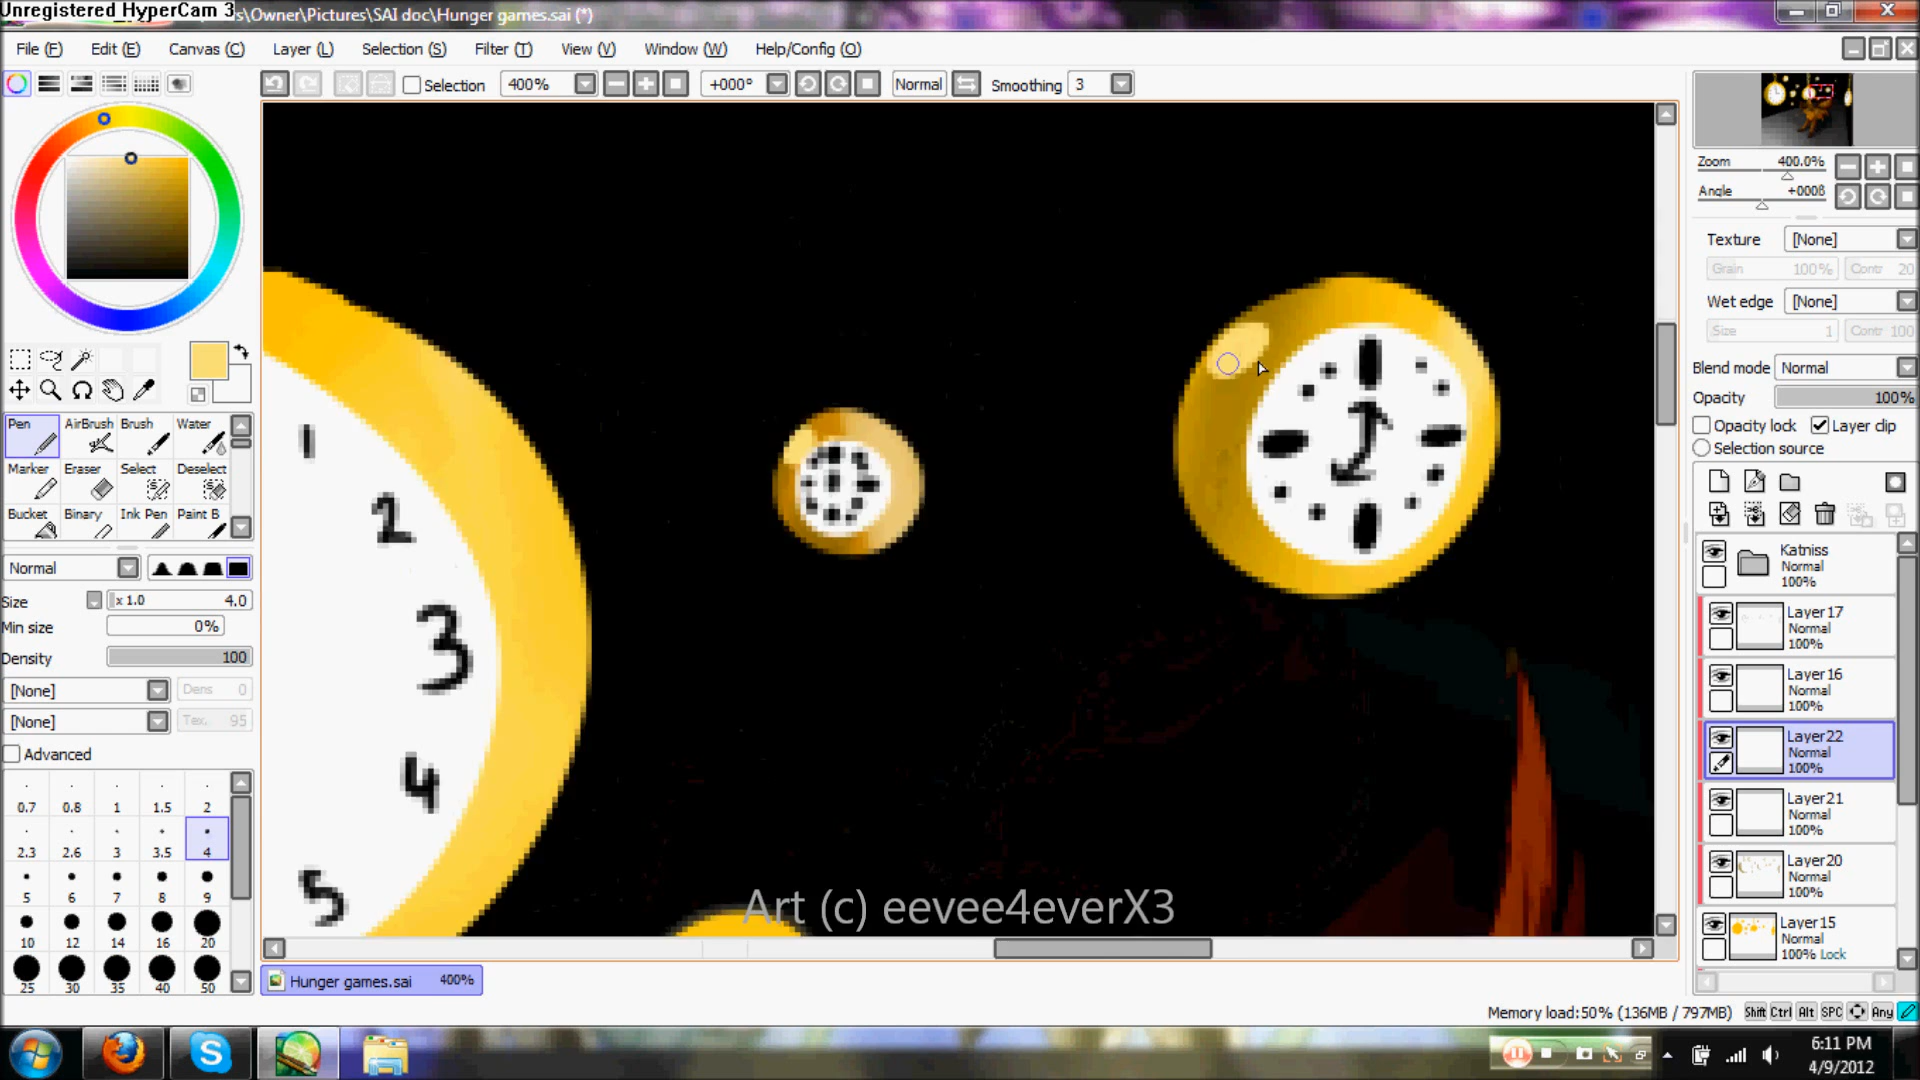 Unregistered HyperCam 3
s\Owner\Pictures\SAI doc\Hunger games.sai (*)
File (F) Edit (E) Canvas (C) Layer (L) Selection (S) Filter (T) View (V) Window (W) Help/Config (O)
Selection 400% +000° Normal Smoothing 3
Zoom 400.0%
Angle +000ß
Texture [None]
Grain 100% Contr 20
Wet edge [None]
Size 1 Contr 100
Blend mode Normal
Opacity 100%
Opacity lock Layer clip
Selection source
Pen AirBrush Brush Water
Marker Eraser Select Deselect
Bucket Binary Ink Pen Paint B
Normal
Size x 1.0 4.0
Min size 0%
Density 100
[None] Dens 0
[None] Tex. 95
Advanced
0.7 0.8 1 1.5 2
2.3 2.6 3 3.5 4
5 6 7 8 9
10 12 14 16 20
25 30 35 40 50
1
2
3
4
5
Art (c) eevee4everX3
Katniss
Normal
100%
Layer17
Normal
100%
Layer16
Normal
100%
Layer22
Normal
100%
Layer21
Normal
100%
Layer20
Normal
100%
Layer15
Normal
100% Lock
Hunger games.sai 400%
Memory load:50% (136MB / 797MB) Shift Ctrl Alt SPC Any
6:11 PM
4/9/2012